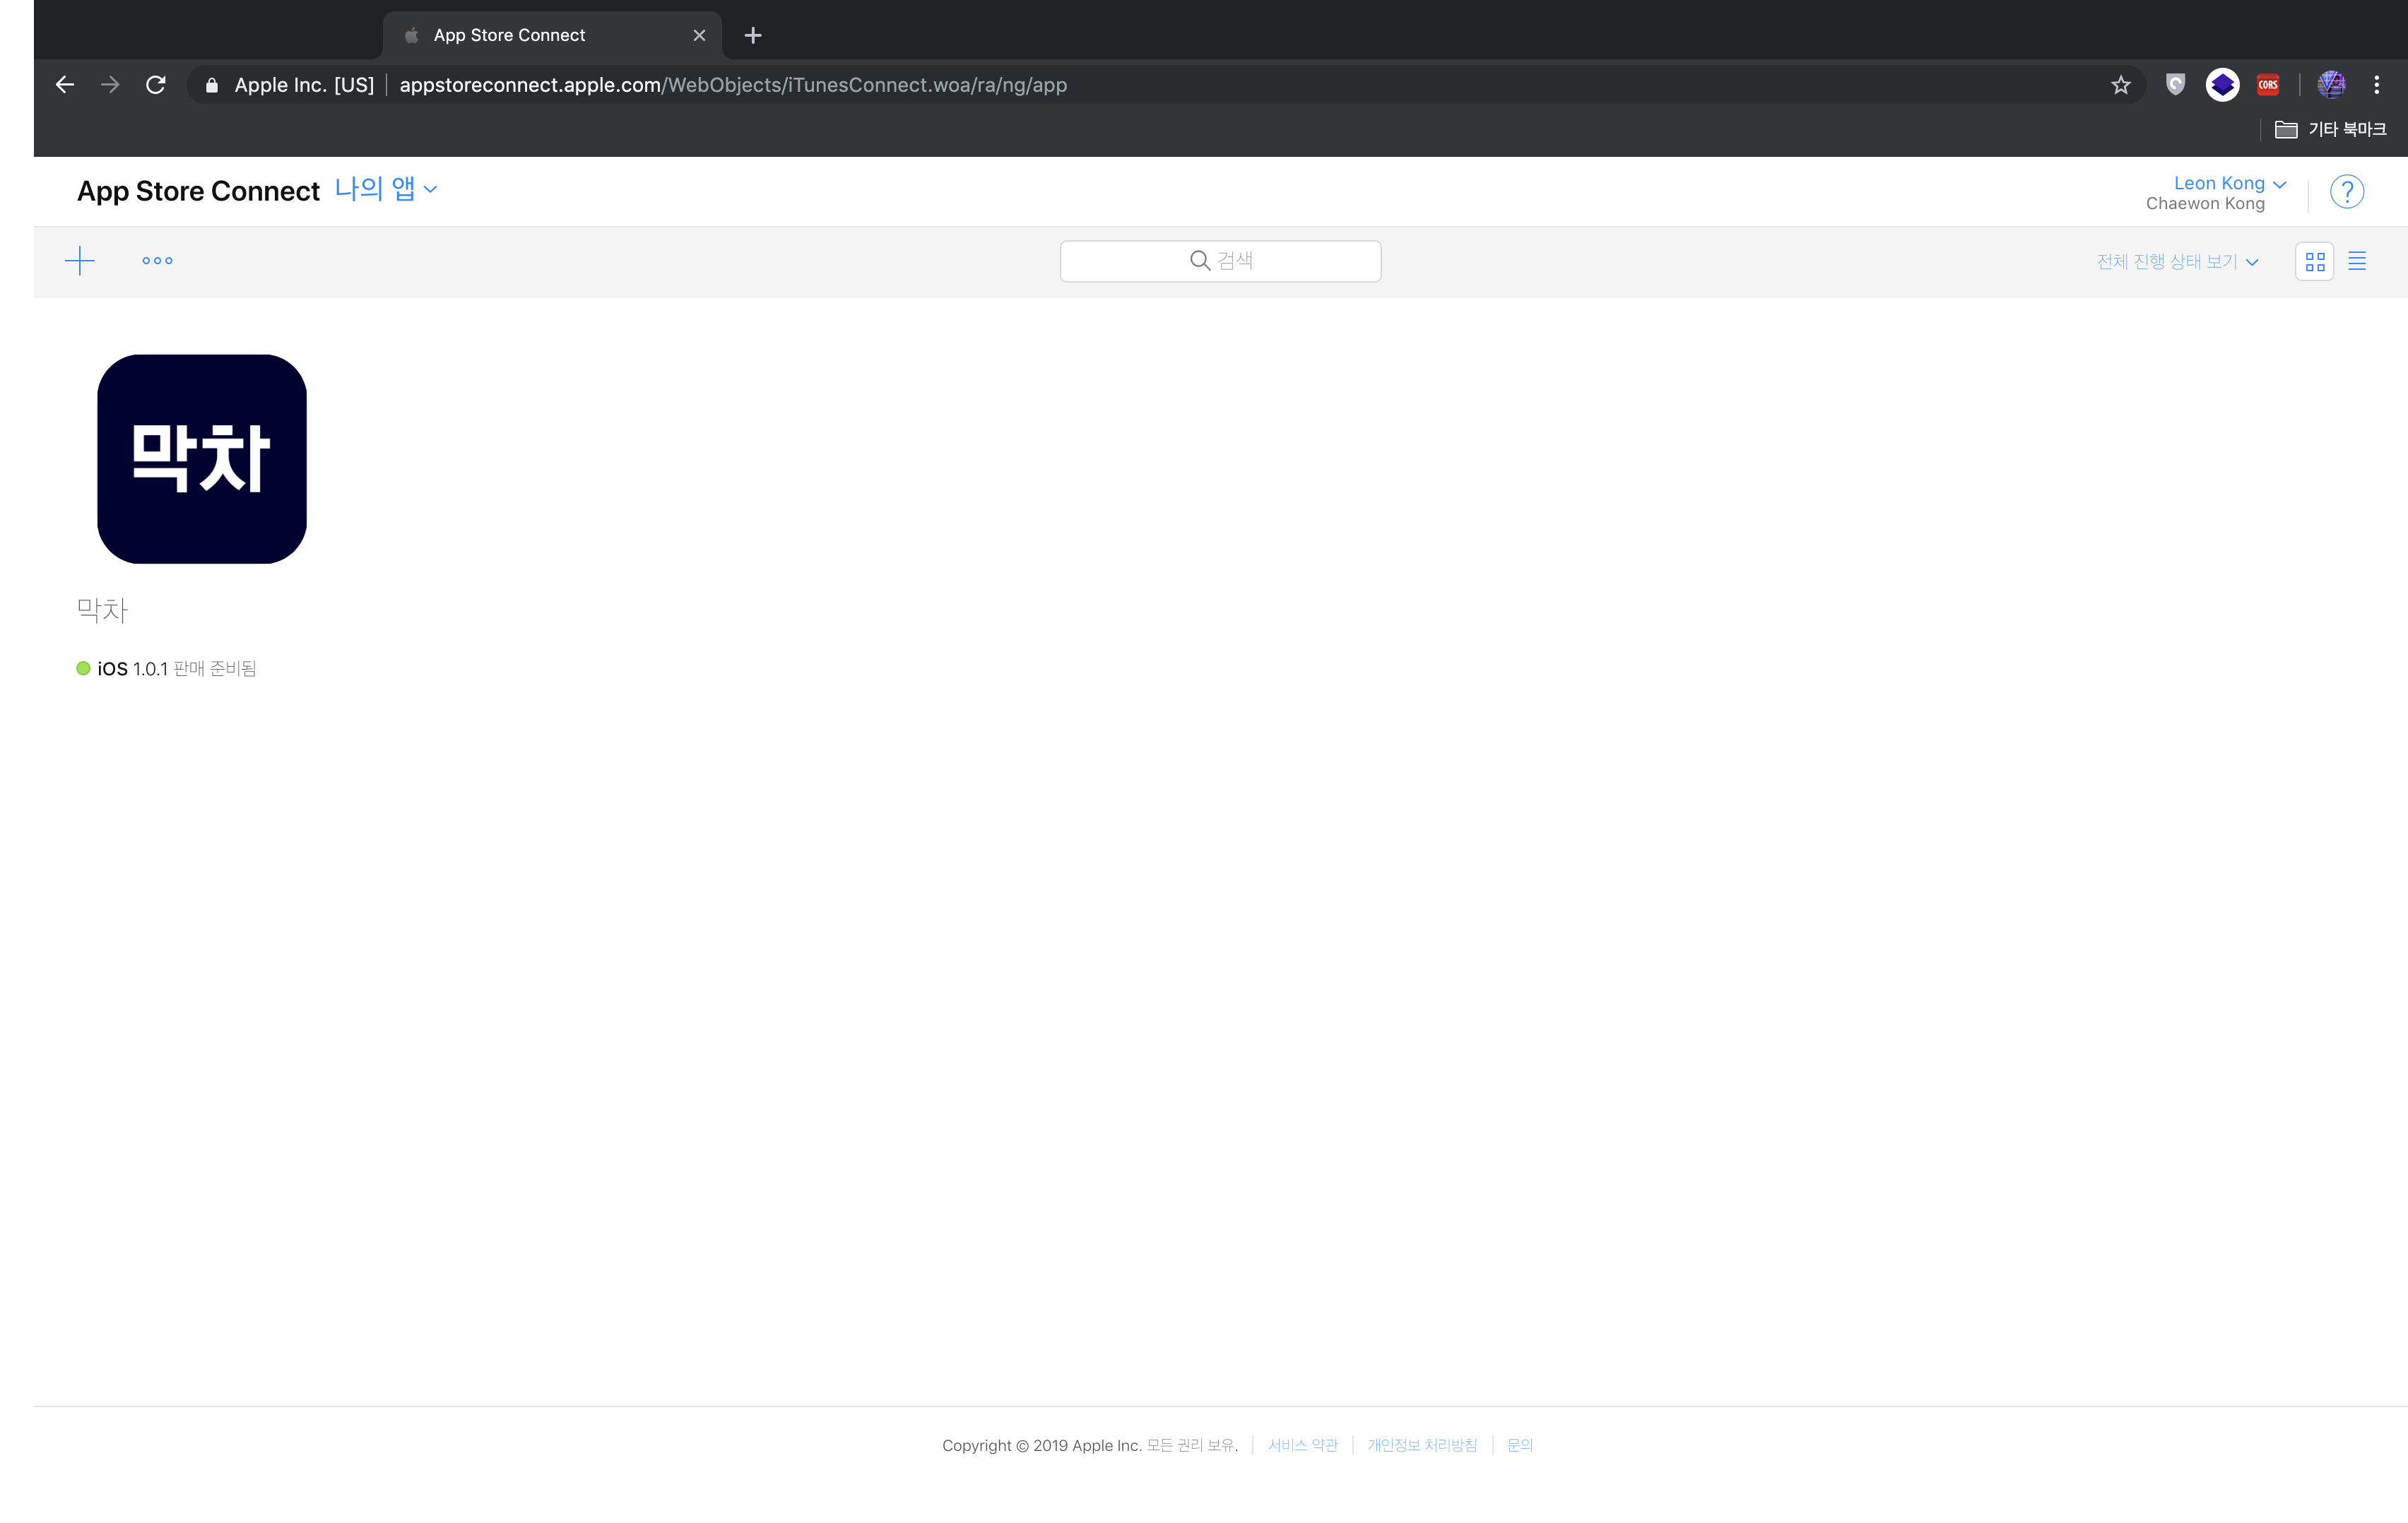 App Store Connect
Apple Inc. [US] | appstoreconnect.apple.com/WebObjects/iTunesConnect.woa/ra/ng/app
CORS
기타 북마크
App Store Connect 나의 앱
Leon Kong
Chaewon Kong
?
검색
전체 진행 상태 보기
막차
막차
iOS 1.0.1 판매 준비됨
Copyright © 2019 Apple Inc. 모든 권리 보유. | 서비스 약관 | 개인정보 처리방침 | 문의